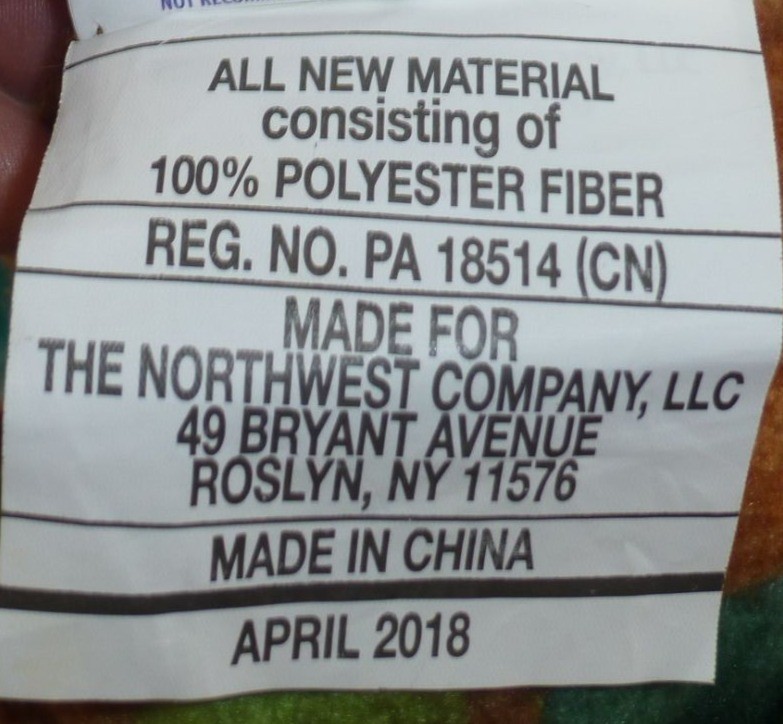 ALL NEW MATERIAL
consisting of
100% POLYESTER FIBER
REG. NO. PA 18514 (CN)
MADE FOR
THE NORTHWEST COMPANY, LLC
49 BRYANT AVENUE
ROSLYN, NY 11576
MADE IN CHINA
APRIL 2018